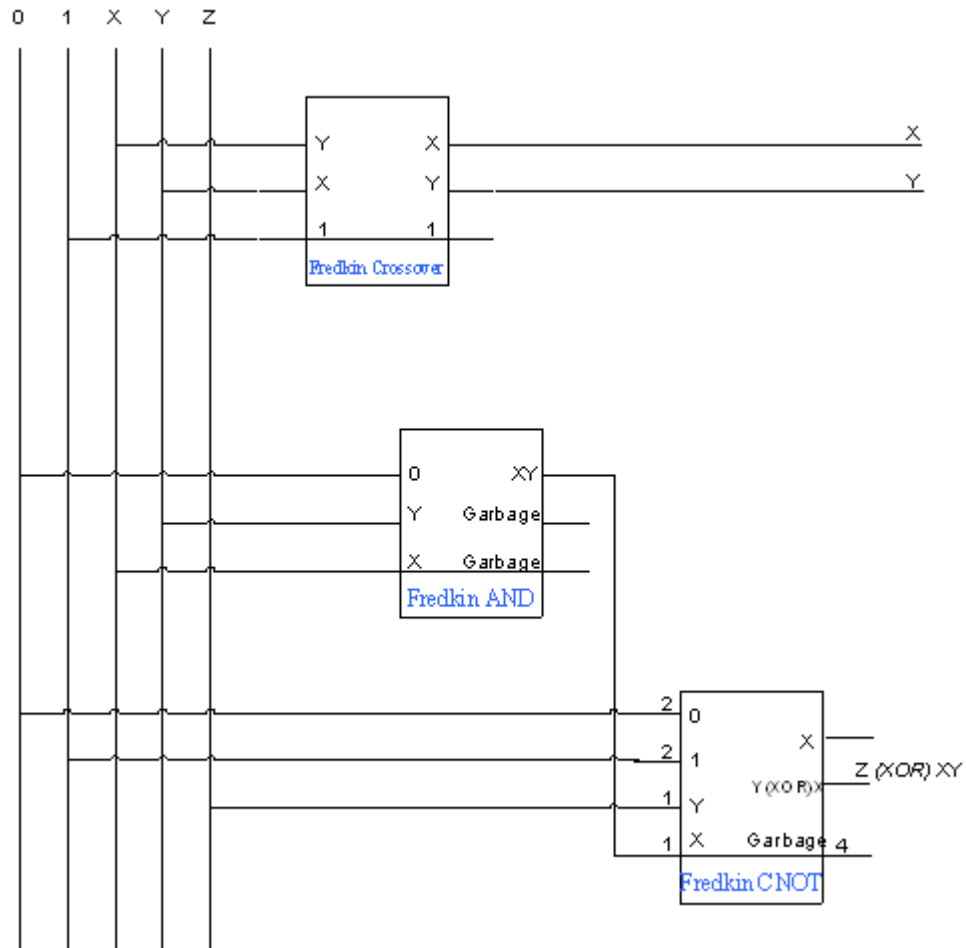 0 1 X Y Z
Y X X
X Y Y
1 1
Fredkin Crossover
0 XY
Y Garbage
X Garbage
Fredkin AND
2 0
X
2 1 Z (XOR) XY
Y(XOR)X
1 Y
1 X Garbage 4
Fredkin CNOT